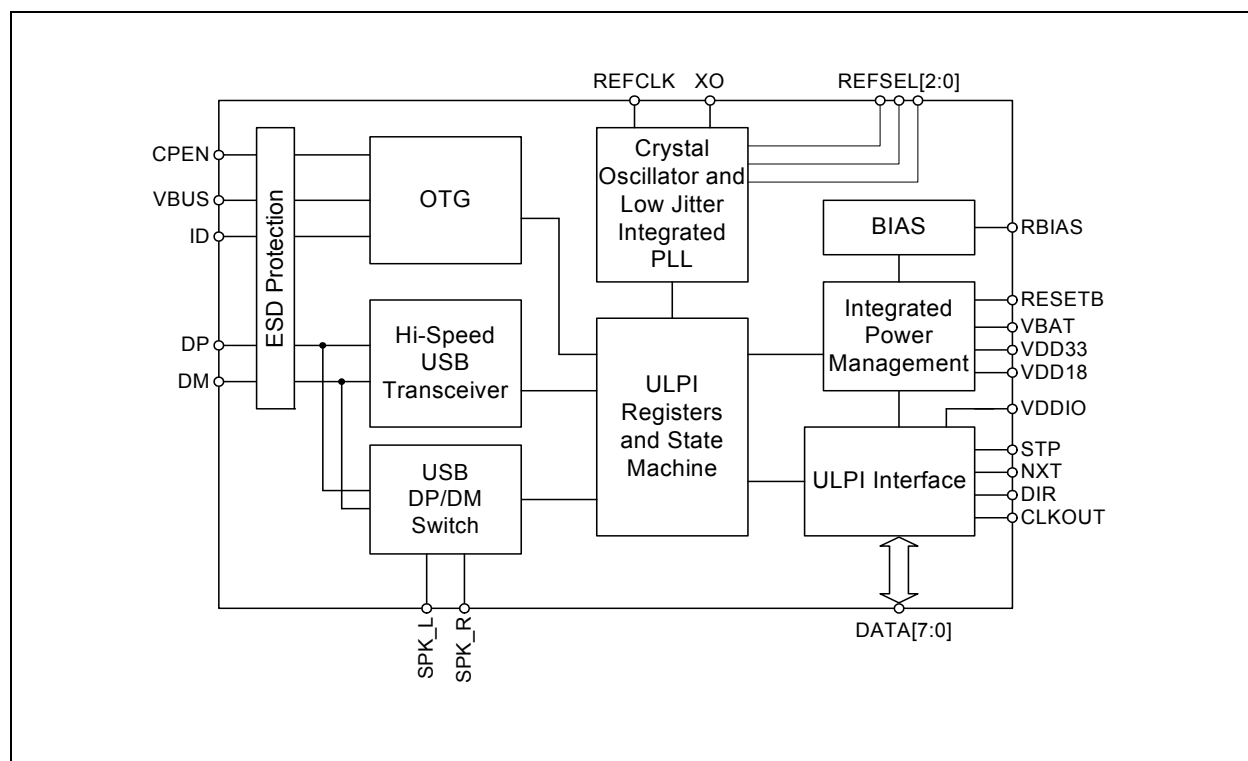 REFCLK
XO
REFSEL[2:0]
CPEN
VBUS
ID
DP
DM
ESD Protection
OTG
Hi-Speed
USB
Transceiver
USB
DP/DM
Switch
SPK_L
SPK_R
Crystal
Oscillator and
Low Jitter
Integrated
PLL
ULPI
Registers
and State
Machine
BIAS
Integrated
Power
Management
ULPI Interface
RBIAS
RESETB
VBAT
VDD33
VDD18
VDDIO
STP
NXT
DIR
CLKOUT
DATA[7:0]